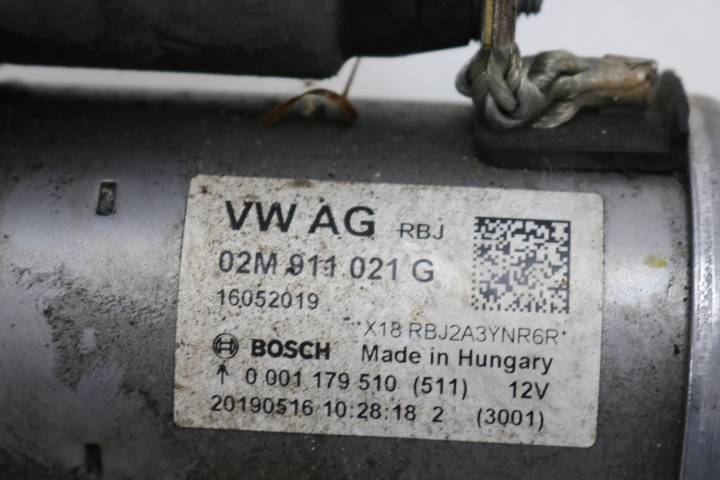 VW AG RBJ
02M 911 021 G
16052019
*X18 RBJ2A3YNR6R*
BOSCH Made in Hungary
↑ 0 001 179 510 (511) 12V
20190516 10:28:18 2 (3001)